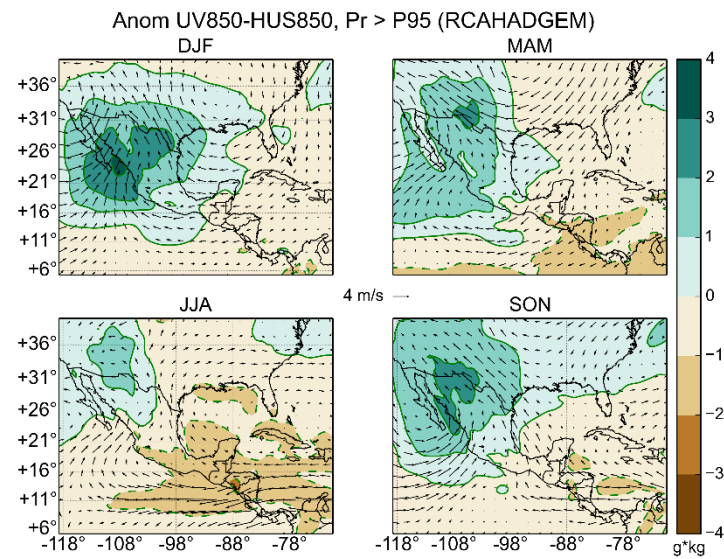 Anom UV850-HUS850, Pr > P95 (RCAHADGEM)
DJF
MAM
+36°
+31°
+26°
+21°
+16°
+11°
+6°
4 m/s
JJA
SON
+36°
+31°
+26°
+21°
+16°
+11°
+6°
-118° -108° -98° -88° -78°
-118° -108° -98° -88° -78°
4
3
2
1
0
−1
−2
−3
−4
g*kg